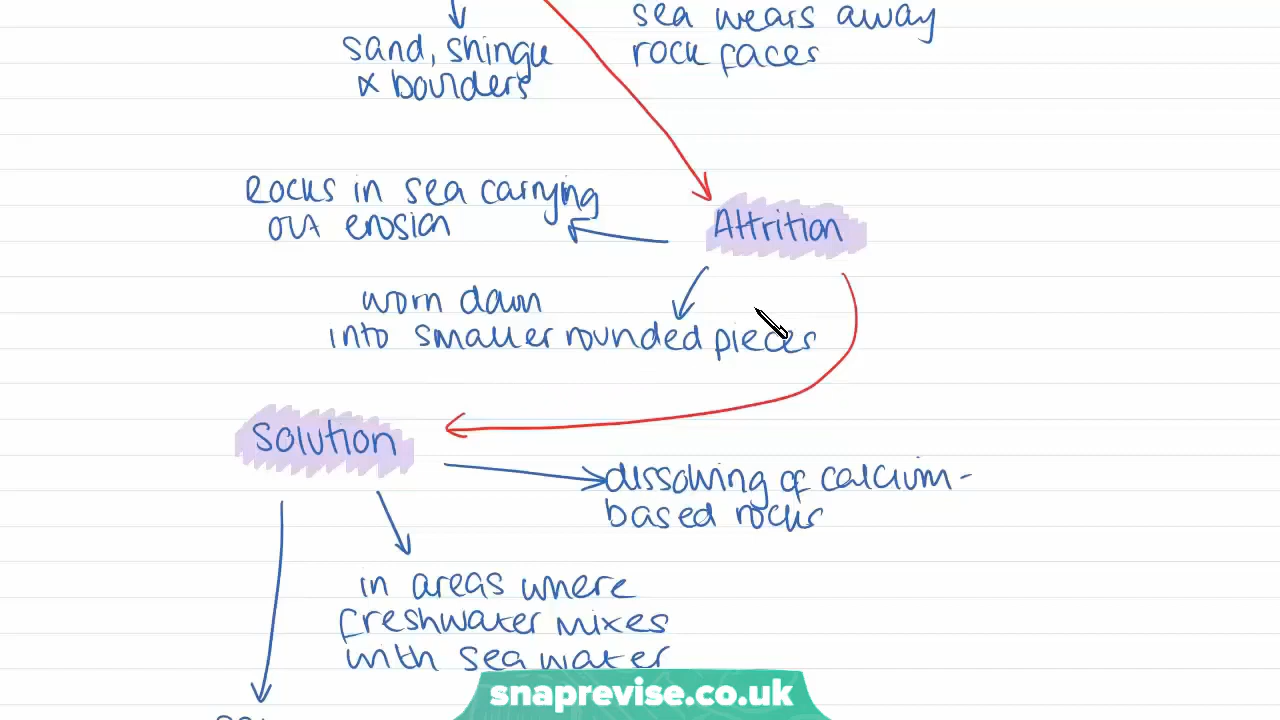 sea wears away
sand, shingle
rock faces
& boulders
Rocks in sea carrying
out erosion
Attrition
worn down
into smaller rounded pieces
Solution
dissolving of calcium-
based rocks
in areas where
freshwater mixes
with sea water
snaprevise.co.uk